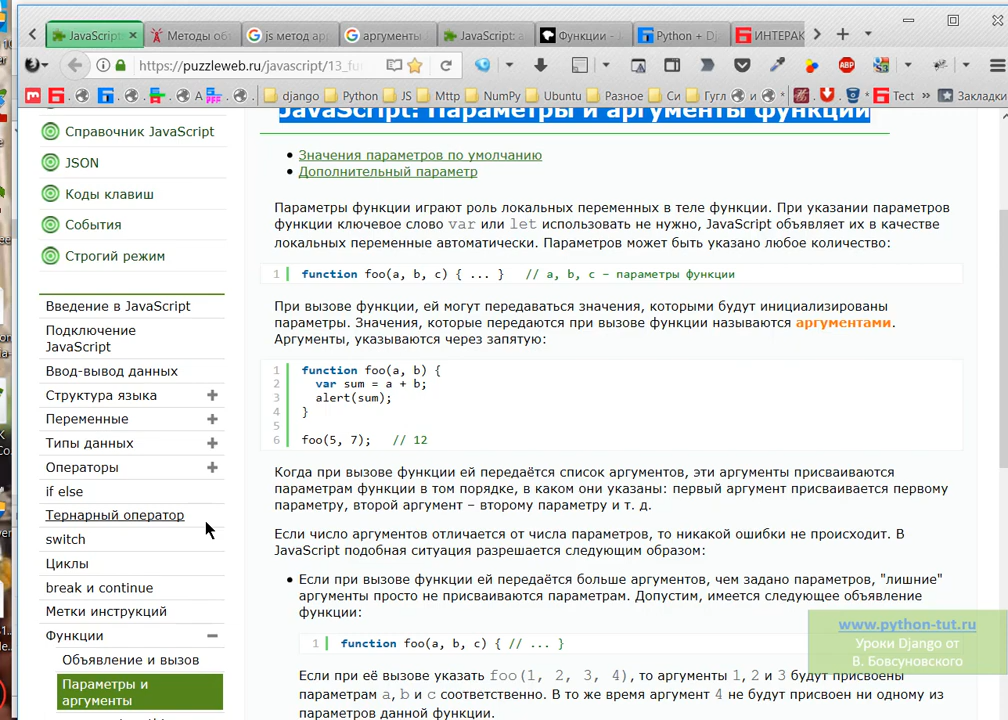 JavaScript:
Методы об
js метод арг
аргументы
JavaScript: а
Функции - J
Python + Dj
ИНТЕРАК
https://puzzleweb.ru/javascript/13_fu
ABP
django
Python
JS
Mttp
NumPy
Ubuntu
Разное
Си
Гугл
Тест
Закладки
JavaScript: Параметры и аргументы функции
Справочник JavaScript
JSON
Коды клавиш
События
Строгий режим
Введение в JavaScript
Подключение
JavaScript
Ввод-вывод данных
Структура языка
Переменные
Типы данных
Операторы
if else
Тернарный оператор
switch
Циклы
break и continue
Метки инструкций
Функции
Объявление и вызов
Параметры и
аргументы
Значения параметров по умолчанию
Дополнительный параметр
Параметры функции играют роль локальных переменных в теле функции. При указании параметров
функции ключевое слово var или let использовать не нужно, JavaScript объявляет их в качестве
локальных переменные автоматически. Параметров может быть указано любое количество:
1 function foo(a, b, c) { ... } // a, b, c – параметры функции
При вызове функции, ей могут передаваться значения, которыми будут инициализированы
параметры. Значения, которые передаются при вызове функции называются аргументами.
Аргументы, указываются через запятую:
1 function foo(a, b) {
2 var sum = a + b;
3 alert(sum);
4 }
5
6 foo(5, 7); // 12
Когда при вызове функции ей передаётся список аргументов, эти аргументы присваиваются
параметрам функции в том порядке, в каком они указаны: первый аргумент присваивается первому
параметру, второй аргумент – второму параметру и т. д.
Если число аргументов отличается от числа параметров, то никакой ошибки не происходит. В
JavaScript подобная ситуация разрешается следующим образом:
Если при вызове функции ей передаётся больше аргументов, чем задано параметров, "лишние"
аргументы просто не присваиваются параметрам. Допустим, имеется следующее объявление
функции:
1 function foo(a, b, c) { // ... }
Если при её вызове указать foo(1, 2, 3, 4), то аргументы 1, 2 и 3 будут присвоены
параметрам a, b и c соответственно. В то же время аргумент 4 не будут присвоен ни одному из
параметров данной функции.
www.python-tut.ru
Уроки Django от
В. Бовсуновского